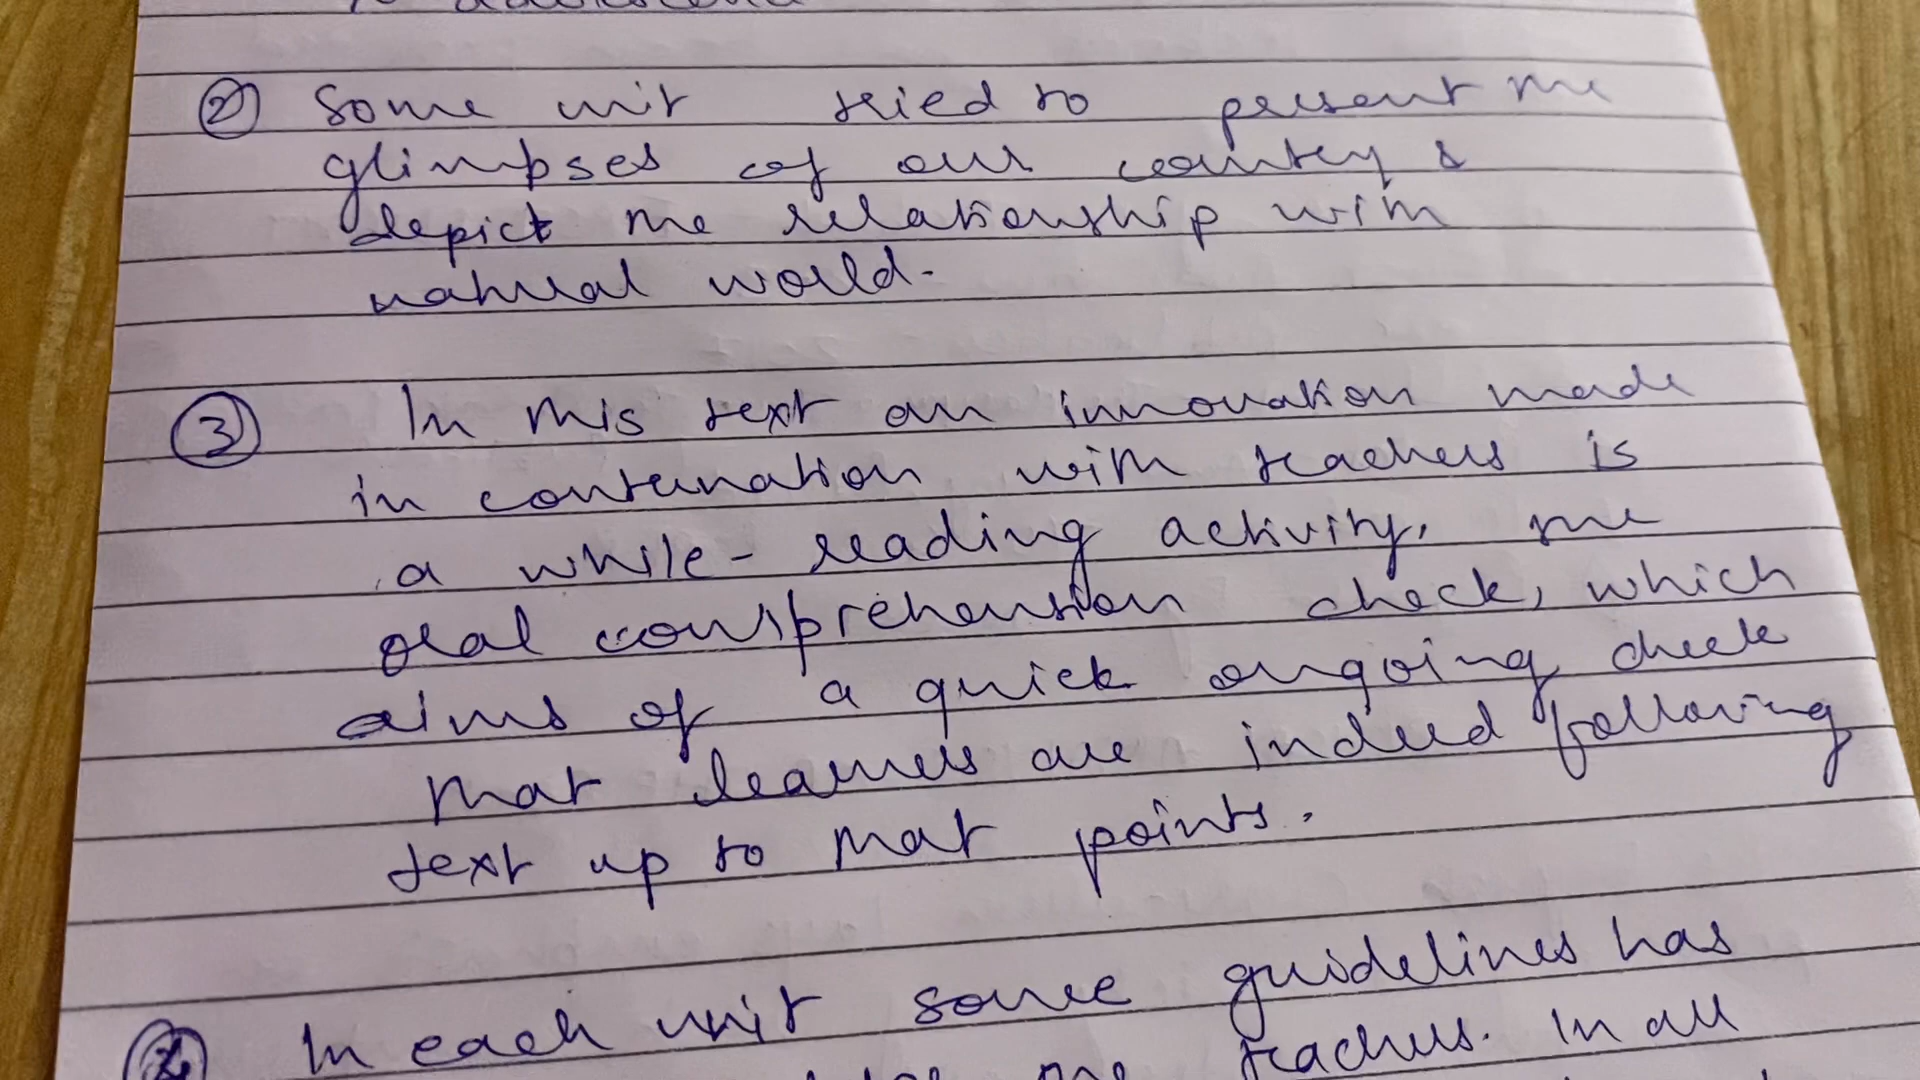 ② Some unit tried to present the
glimpses of our country &
depict the relationship with
natural world.
③ In this text an innovation made
in conternation with teachers is
a while-reading activity, the
oral comprehension check, which
aims of a quick ongoing check
that learners are indeed following
text up to that points.
In each unit some guidelines has
the teachers. In all